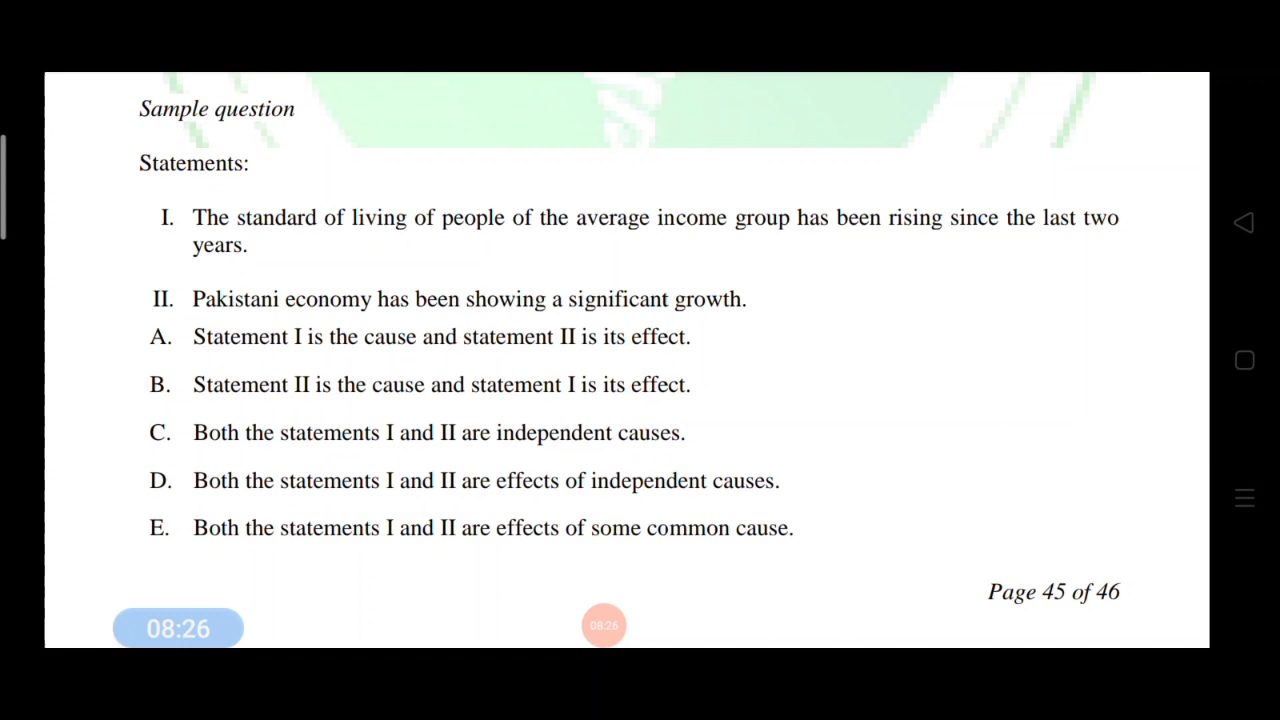 Sample question
Statements:
I. The standard of living of people of the average income group has been rising since the last two
years.
II. Pakistani economy has been showing a significant growth.
A. Statement I is the cause and statement II is its effect.
B. Statement II is the cause and statement I is its effect.
C. Both the statements I and II are independent causes.
D. Both the statements I and II are effects of independent causes.
E. Both the statements I and II are effects of some common cause.
Page 45 of 46
08:26
08:26